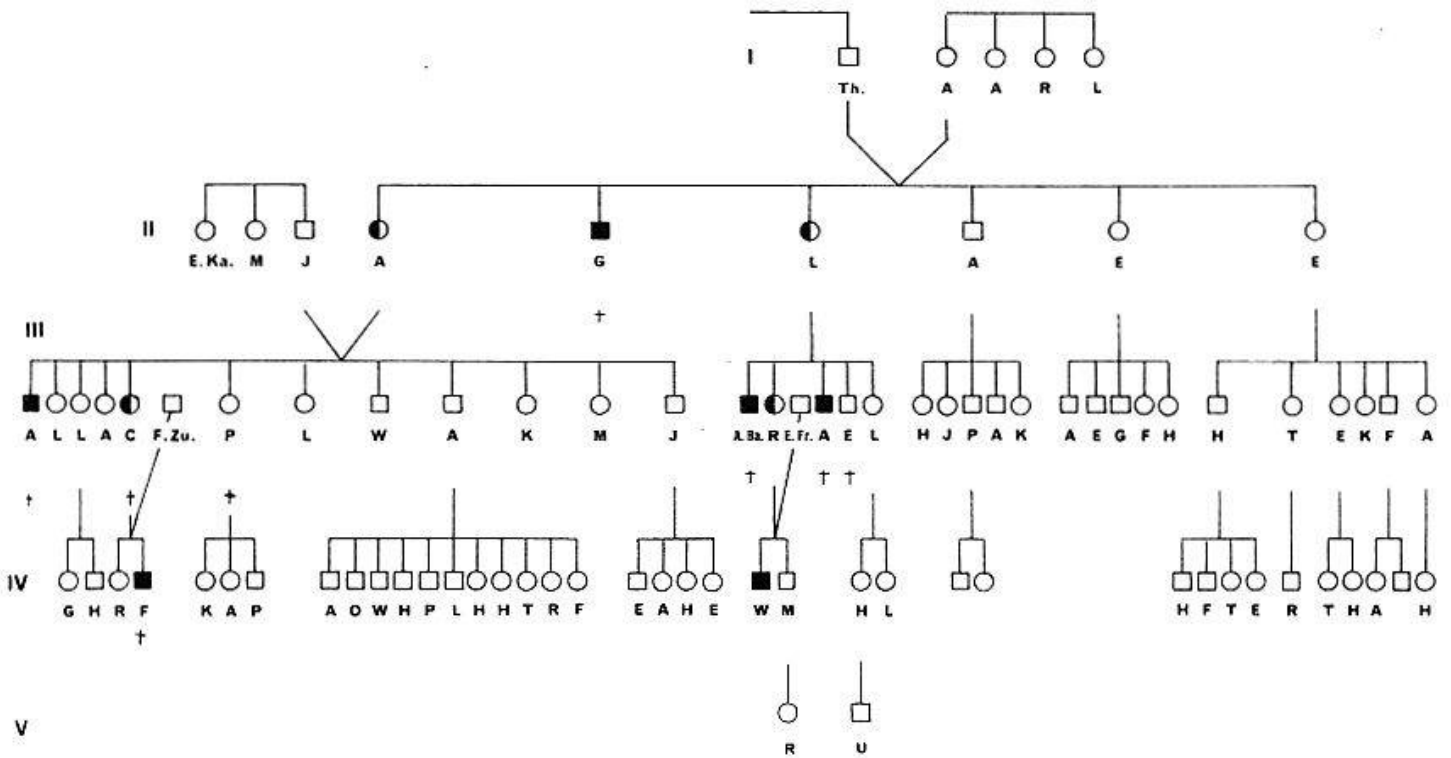 I
Th. A A R L
II
E. Ka. M J A G L A E E
†
III
A L L A C F. Zu. P L W A K M J A. Ba. R E. Fr. A E L H J P A K A E G F H H T E K F A
† † † † † †
IV
G H R F K A P A O W H P L H H T R F E A H E W M H L H F T E R T H A H
†
V
R U